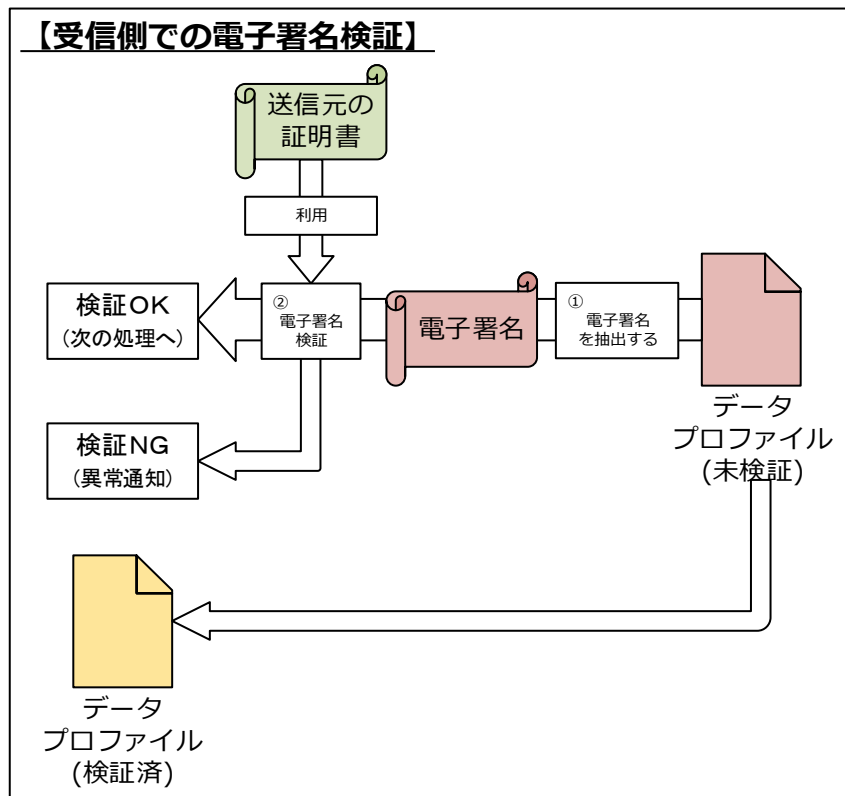 【受信側での電子署名検証】
送信元の
証明書
利用
検証OK
(次の処理へ)
②
電子署名
検証
電子署名
①
電子署名
を抽出する
データ
プロファイル
(未検証)
検証NG
(異常通知)
データ
プロファイル
(検証済)